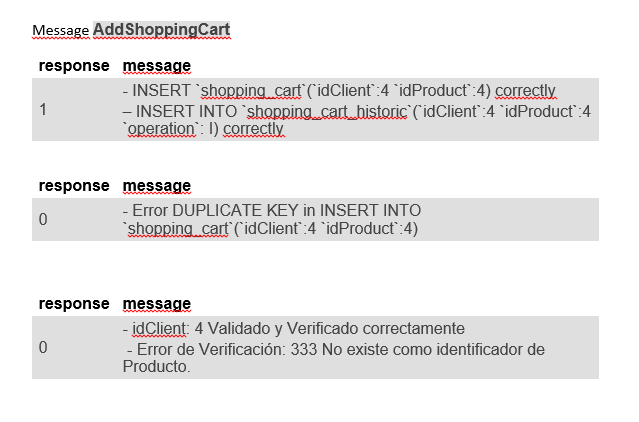 Message AddShoppingCart
response message
1
- INSERT `shopping_cart`(`idClient`:4 `idProduct`:4) correctly
– INSERT INTO `shopping_cart_historic`(`idClient`:4 `idProduct`:4
`operation`: I) correctly
response message
0
- Error DUPLICATE KEY in INSERT INTO
`shopping_cart`(`idClient`:4 `idProduct`:4)
response message
0
- idClient: 4 Validado y Verificado correctamente
- Error de Verificación: 333 No existe como identificador de
Producto.